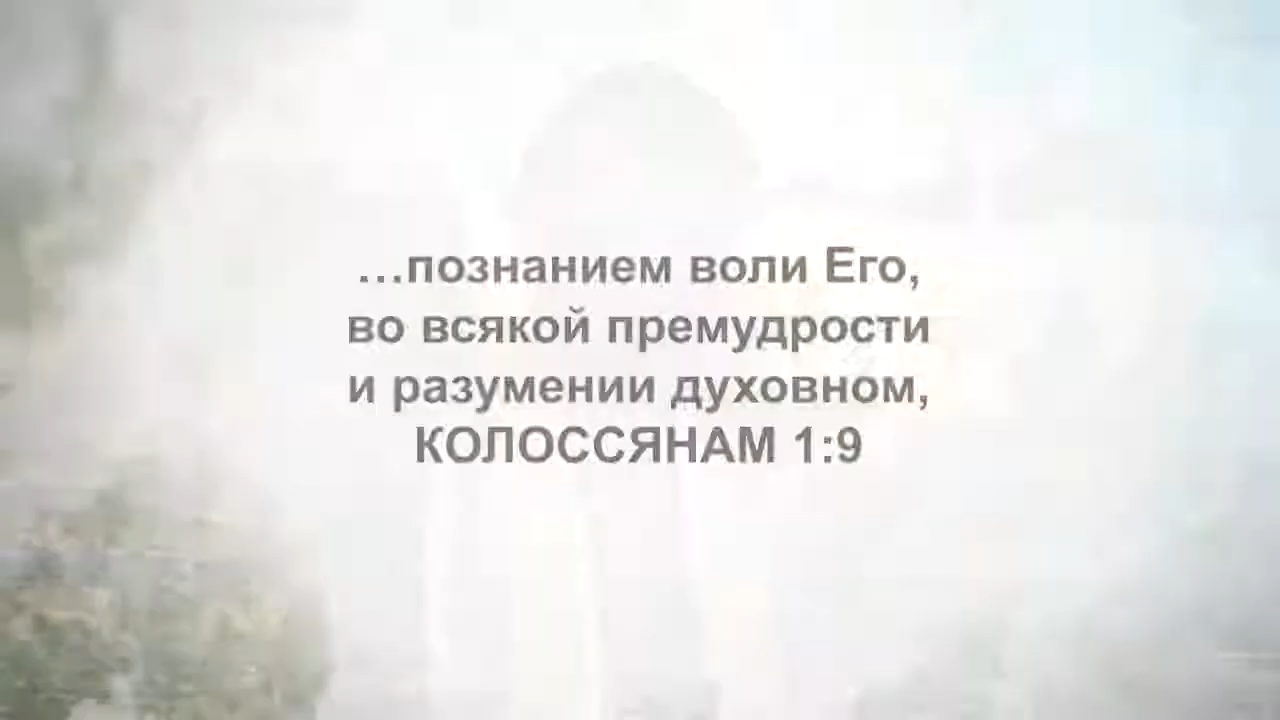 …познанием воли Его,
во всякой премудрости
и разумении духовном,
КОЛОССЯНАМ 1:9